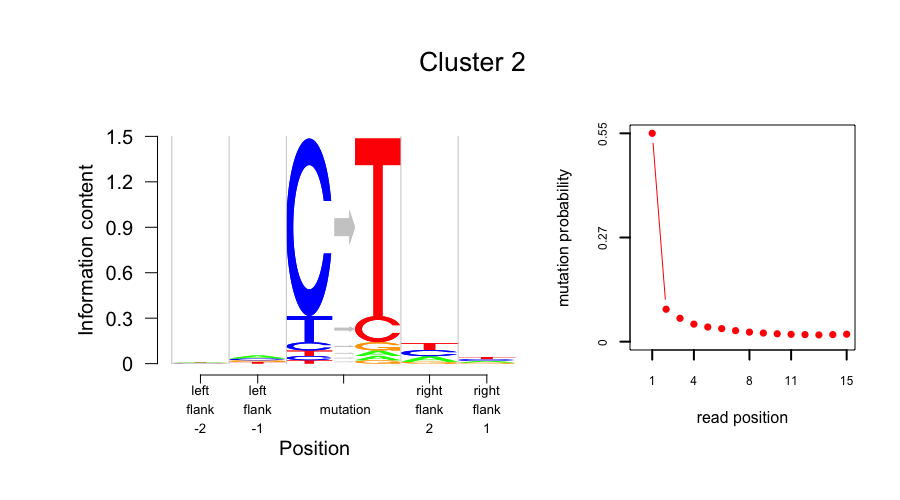 Cluster 2
Information content
1.5
1.2
0.9
0.6
0.3
0
C
T
T
C
left flank -2
left flank -1
mutation
right flank 2
right flank 1
Position
mutation probability
0.55
0.27
0
1 4 8 11 15
read position